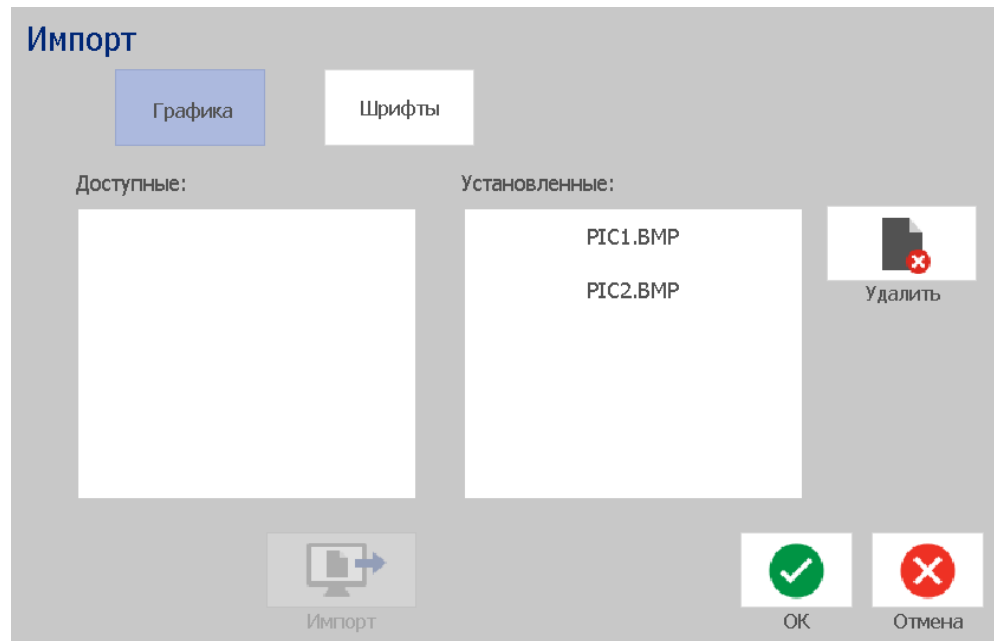 Импорт
Графика
Шрифты
Доступные:
Установленные:
PIC1.BMP
PIC2.BMP
Удалить
Импорт
OK
Отмена